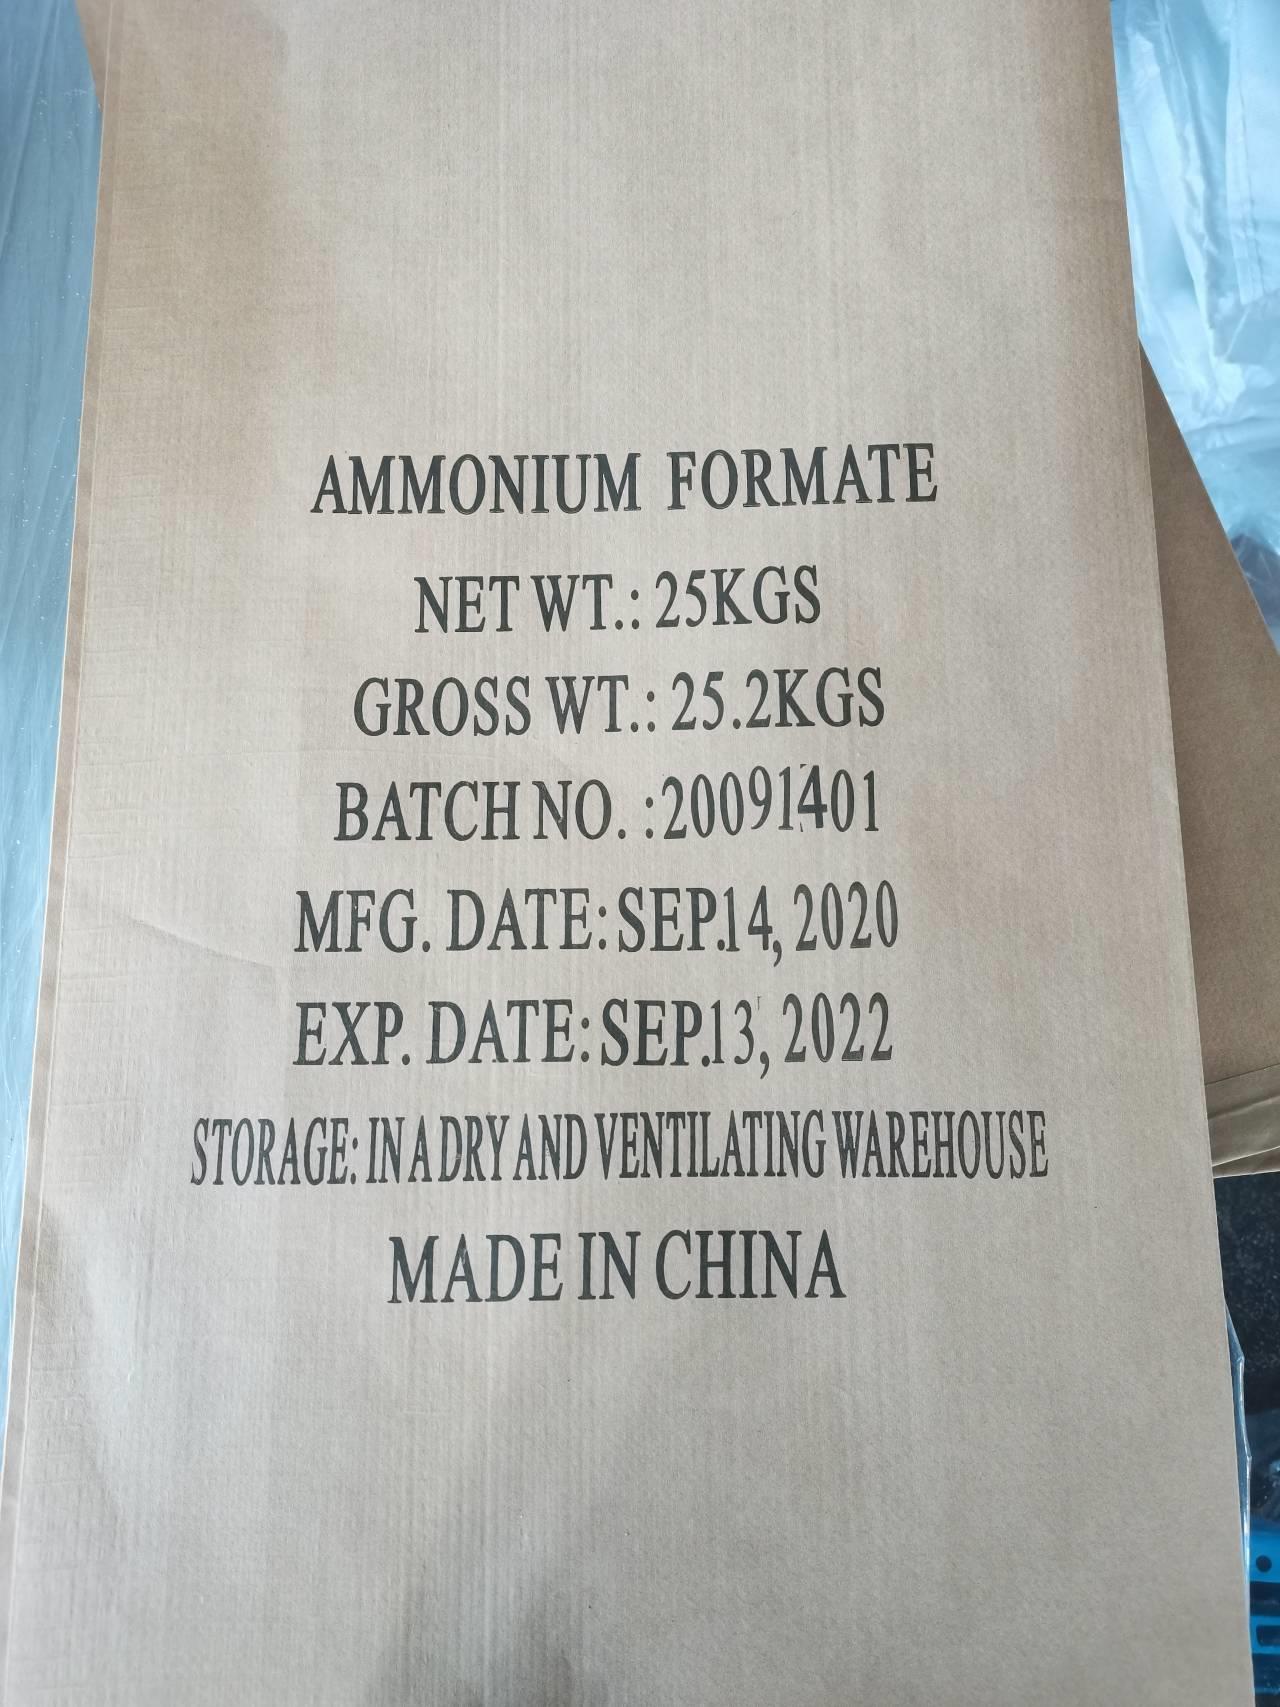 AMMONIUM FORMATE
NET WT.: 25KGS
GROSS WT.: 25.2KGS
BATCH NO. :20091401
MFG. DATE: SEP.14, 2020
EXP. DATE: SEP.13, 2022
STORAGE: IN A DRY AND VENTILATING WAREHOUSE
MADE IN CHINA